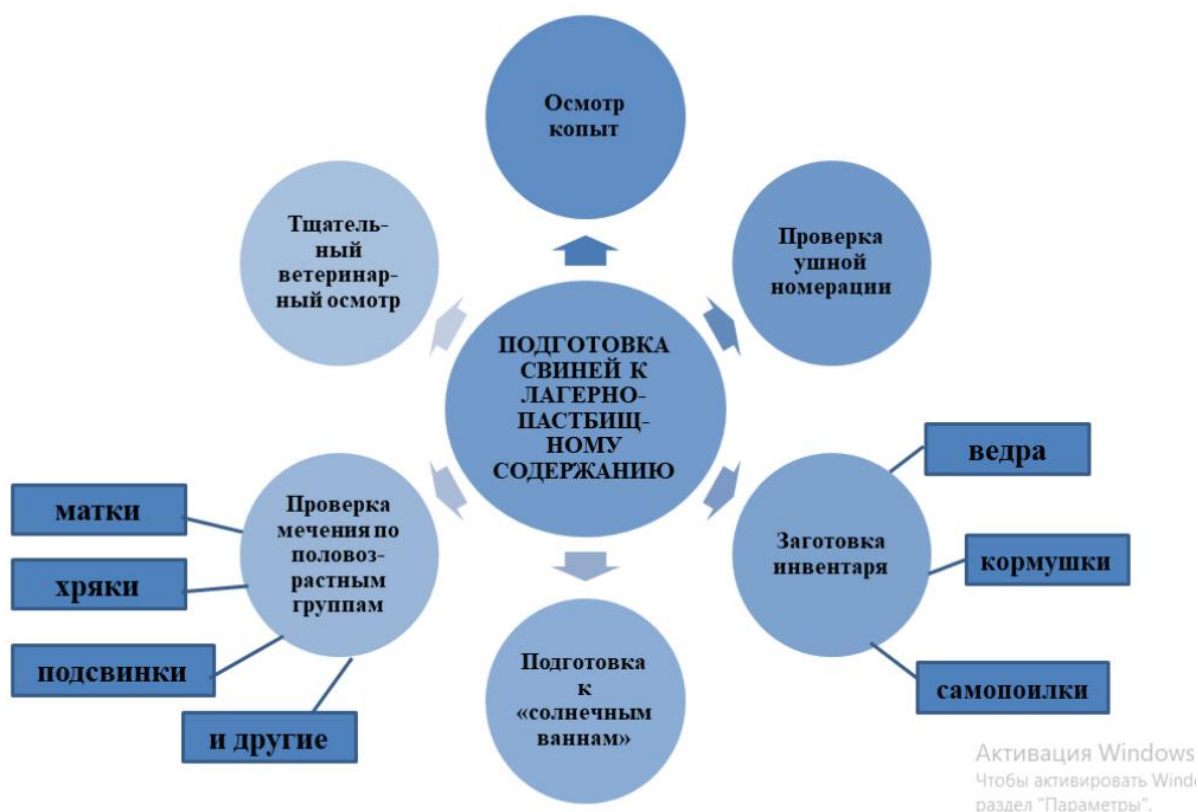 Осмотр
копыт
Тщатель-
ный
ветеринар-
ный осмотр
Проверка
ушной
номерации
ПОДГОТОВКА
СВИНЕЙ К
ЛАГЕРНО-
ПАСТБИЩ-
НОМУ
СОДЕРЖАНИЮ
ведра
матки
Проверка
мечения по
половоз-
растным
группам
Заготовка
инвентаря
кормушки
хряки
подсвинки
Подготовка
к
«солнечным
ваннам»
самопоилки
и другие
Активация Windows
Чтобы активировать Windo
раздел "Параметры".